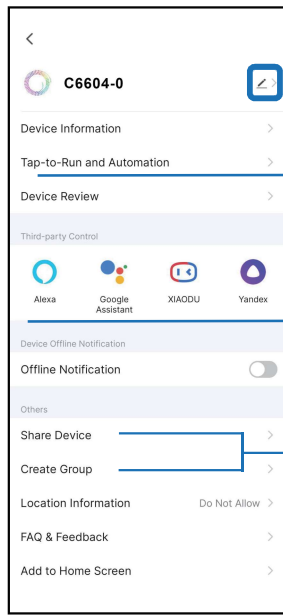 C6604-0
Device Information
Tap-to-Run and Automation
Device Review
Third-party Control
Alexa
Google
Assistant
XIAODU
Yandex
Device Offline Notification
Offline Notification
Others
Share Device
Create Group
Location Information Do Not Allow
FAQ & Feedback
Add to Home Screen